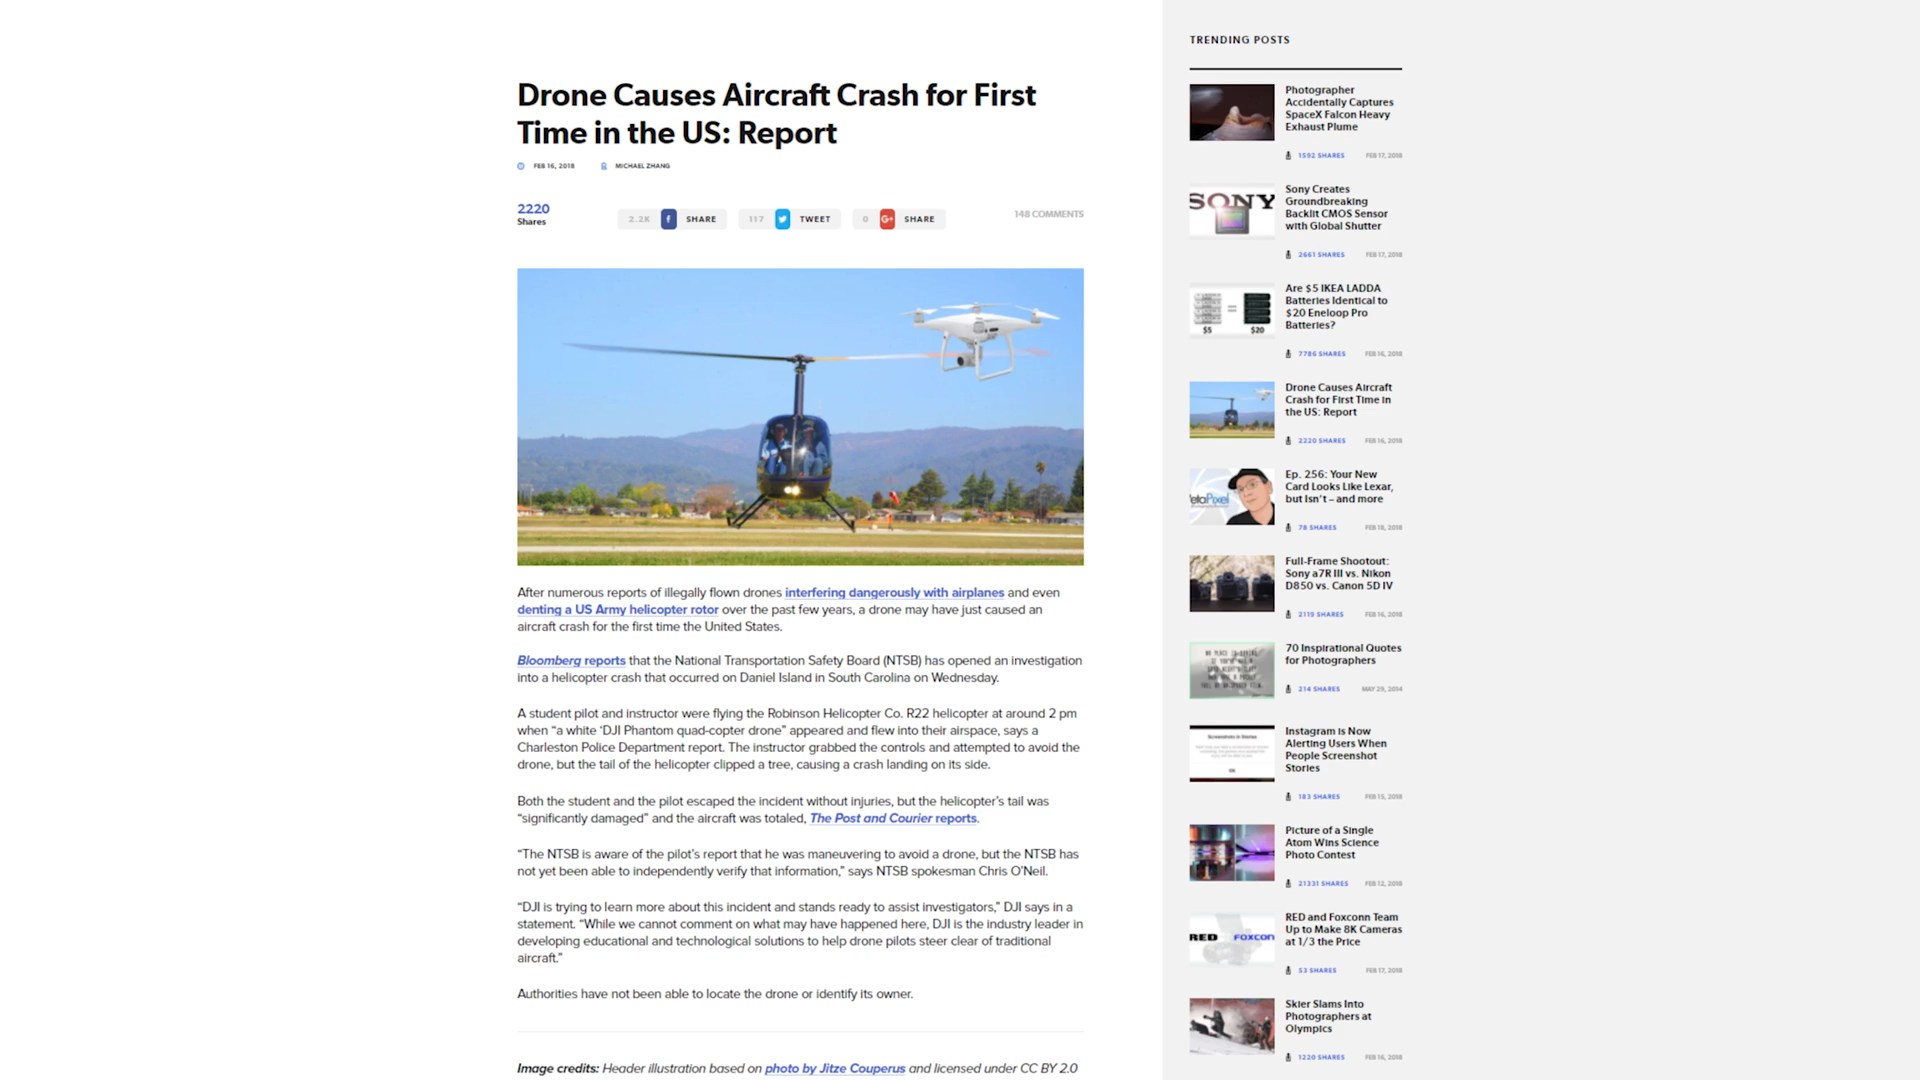 Drone Causes Aircraft Crash for First
Time in the US: Report
FEB 16, 2018 MICHAEL ZHANG
2220
Shares
2.2K f SHARE
117 TWEET
0 G+ SHARE
148 COMMENTS
After numerous reports of illegally flown drones interfering dangerously with airplanes and even
denting a US Army helicopter rotor over the past few years, a drone may have just caused an
aircraft crash for the first time the United States.
Bloomberg reports that the National Transportation Safety Board (NTSB) has opened an investigation
into a helicopter crash that occurred on Daniel Island in South Carolina on Wednesday.
A student pilot and instructor were flying the Robinson Helicopter Co. R22 helicopter at around 2 pm
when “a white ‘DJI Phantom quad-copter drone” appeared and flew into their airspace, says a
Charleston Police Department report. The instructor grabbed the controls and attempted to avoid the
drone, but the tail of the helicopter clipped a tree, causing a crash landing on its side.
Both the student and the pilot escaped the incident without injuries, but the helicopter’s tail was
“significantly damaged” and the aircraft was totaled, The Post and Courier reports.
“The NTSB is aware of the pilot’s report that he was maneuvering to avoid a drone, but the NTSB has
not yet been able to independently verify that information,” says NTSB spokesman Chris O’Neil.
“DJI is trying to learn more about this incident and stands ready to assist investigators,” DJI says in a
statement. “While we cannot comment on what may have happened here, DJI is the industry leader in
developing educational and technological solutions to help drone pilots steer clear of traditional
aircraft.”
Authorities have not been able to locate the drone or identify its owner.
Image credits: Header illustration based on photo by Jitze Couperus and licensed under CC BY 2.0
TRENDING POSTS
Photographer
Accidentally Captures
SpaceX Falcon Heavy
Exhaust Plume
1592 SHARES FEB 17, 2018
SONY
Sony Creates
Groundbreaking
Backlit CMOS Sensor
with Global Shutter
2661 SHARES FEB 17, 2018
$5 = $20
Are $5 IKEA LADDA
Batteries Identical to
$20 Eneloop Pro
Batteries?
7786 SHARES FEB 16, 2018
Drone Causes Aircraft
Crash for First Time in
the US: Report
2220 SHARES FEB 16, 2018
etaPixel
Ep. 256: Your New
Card Looks Like Lexar,
but Isn’t – and more
78 SHARES FEB 18, 2018
Full-Frame Shootout:
Sony a7R III vs. Nikon
D850 vs. Canon 5D IV
2119 SHARES FEB 16, 2018
70 Inspirational Quotes
for Photographers
214 SHARES MAY 29, 2014
Screenshots in Stories
OK
Instagram is Now
Alerting Users When
People Screenshot
Stories
183 SHARES FEB 15, 2018
Picture of a Single
Atom Wins Science
Photo Contest
21331 SHARES FEB 12, 2018
RED FOXCON
RED and Foxconn Team
Up to Make 8K Cameras
at 1/3 the Price
53 SHARES FEB 17, 2018
Skier Slams Into
Photographers at
Olympics
1220 SHARES FEB 16, 2018